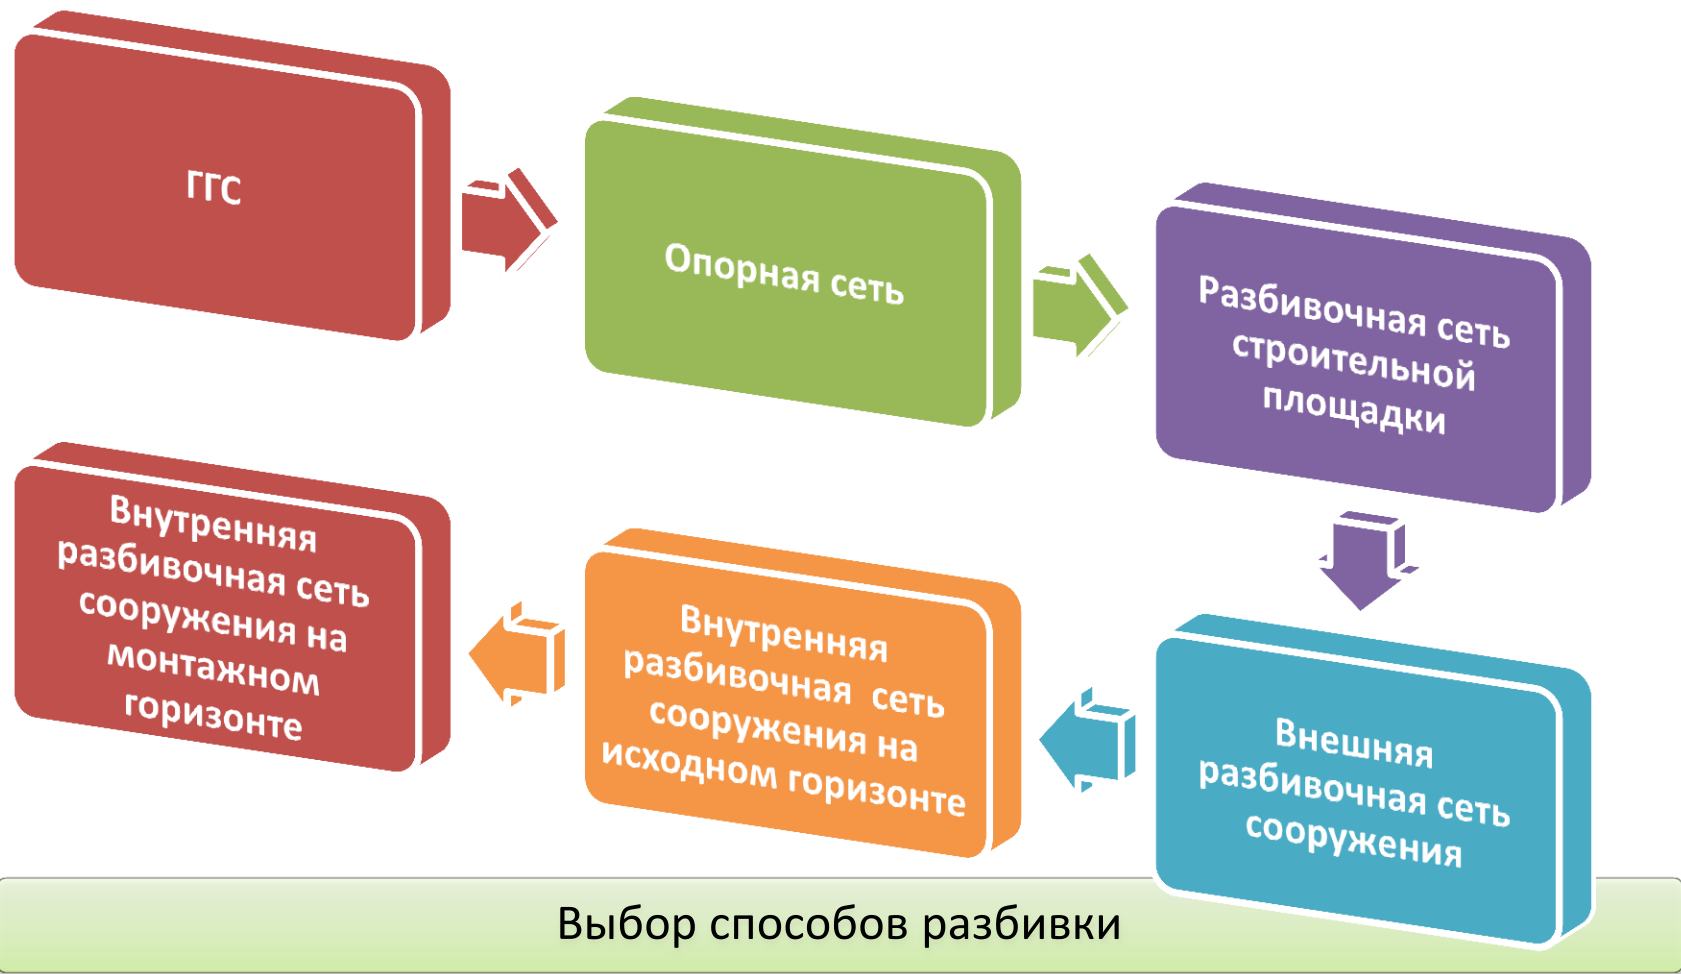 ГГС
Опорная сеть
Разбивочная сеть
строительной
площадки
Внешняя
разбивочная сеть
сооружения
Внутренняя
разбивочная сеть
сооружения на
исходном горизонте
Внутренняя
разбивочная сеть
сооружения на
монтажном
горизонте
Выбор способов разбивки